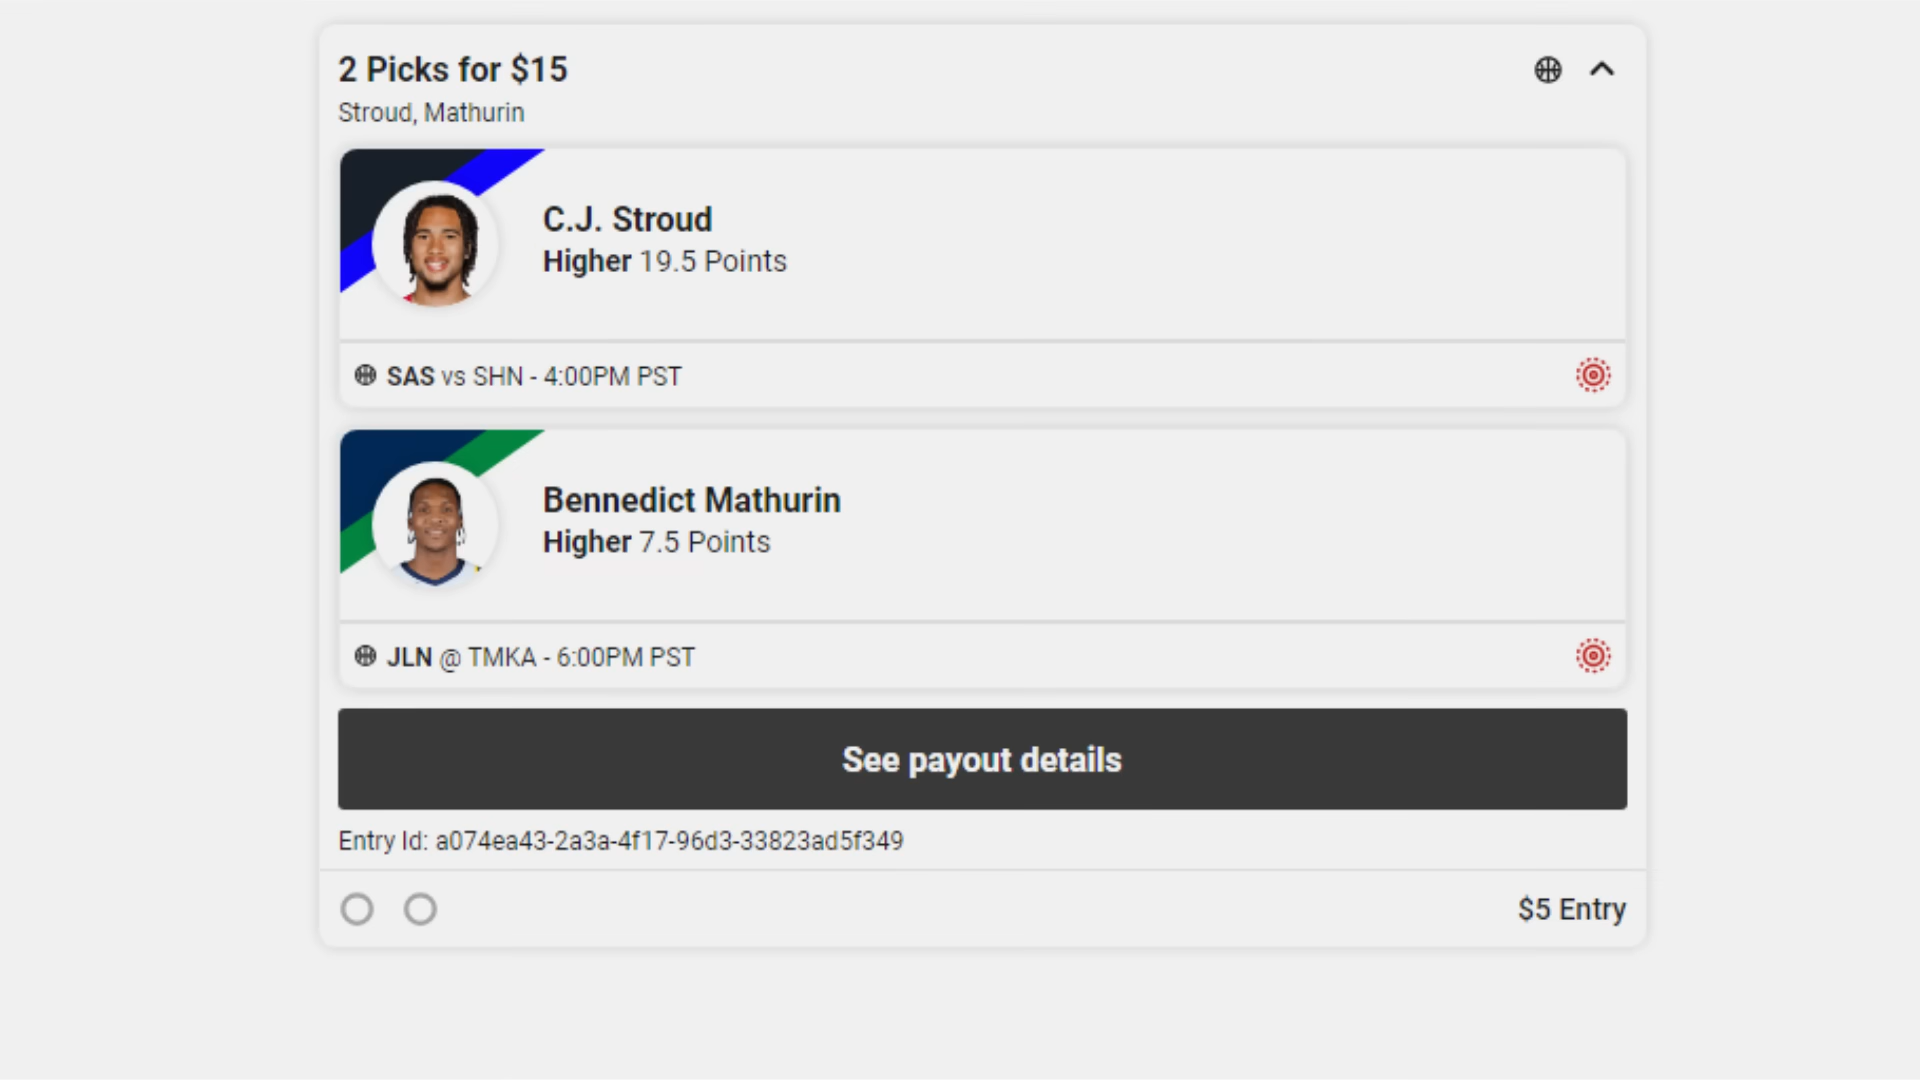 2 Picks for $15
Stroud, Mathurin
C.J. Stroud
Higher 19.5 Points
SAS vs SHN - 4:00PM PST
Bennedict Mathurin
Higher 7.5 Points
JLN @ TMKA - 6:00PM PST
See payout details
Entry Id: a074ea43-2a3a-4f17-96d3-33823ad5f349
$5 Entry